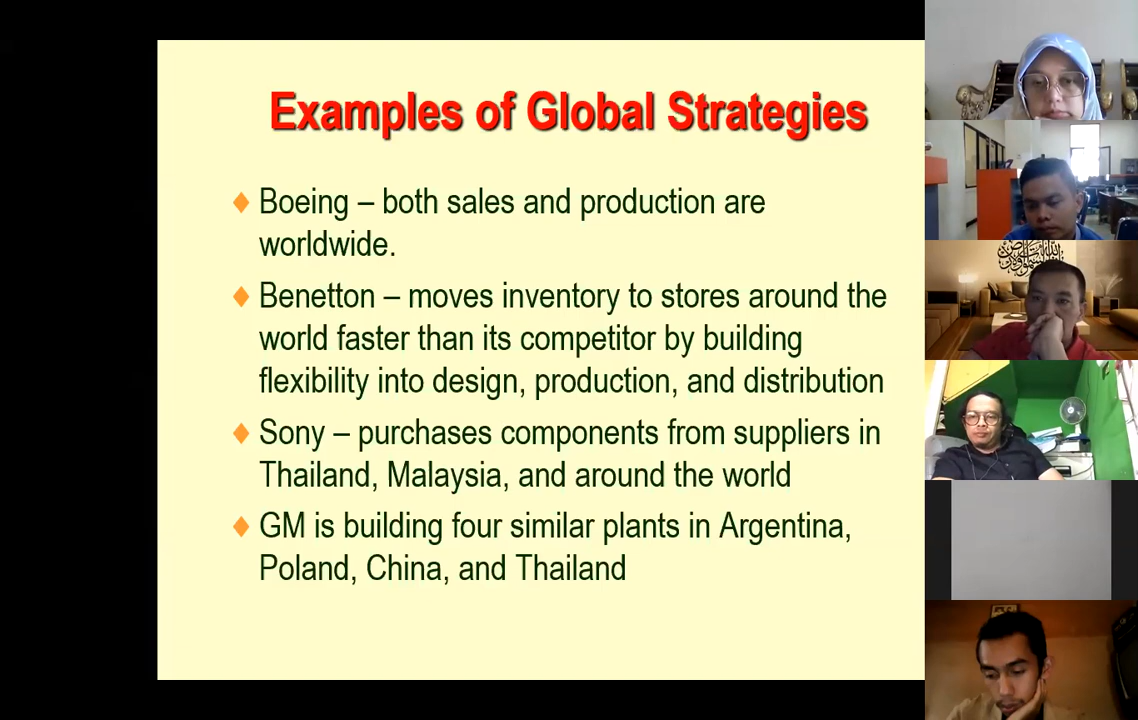 Examples of Global Strategies
♦ Boeing – both sales and production are
worldwide.
♦ Benetton – moves inventory to stores around the
world faster than its competitor by building
flexibility into design, production, and distribution
♦ Sony – purchases components from suppliers in
Thailand, Malaysia, and around the world
♦ GM is building four similar plants in Argentina,
Poland, China, and Thailand